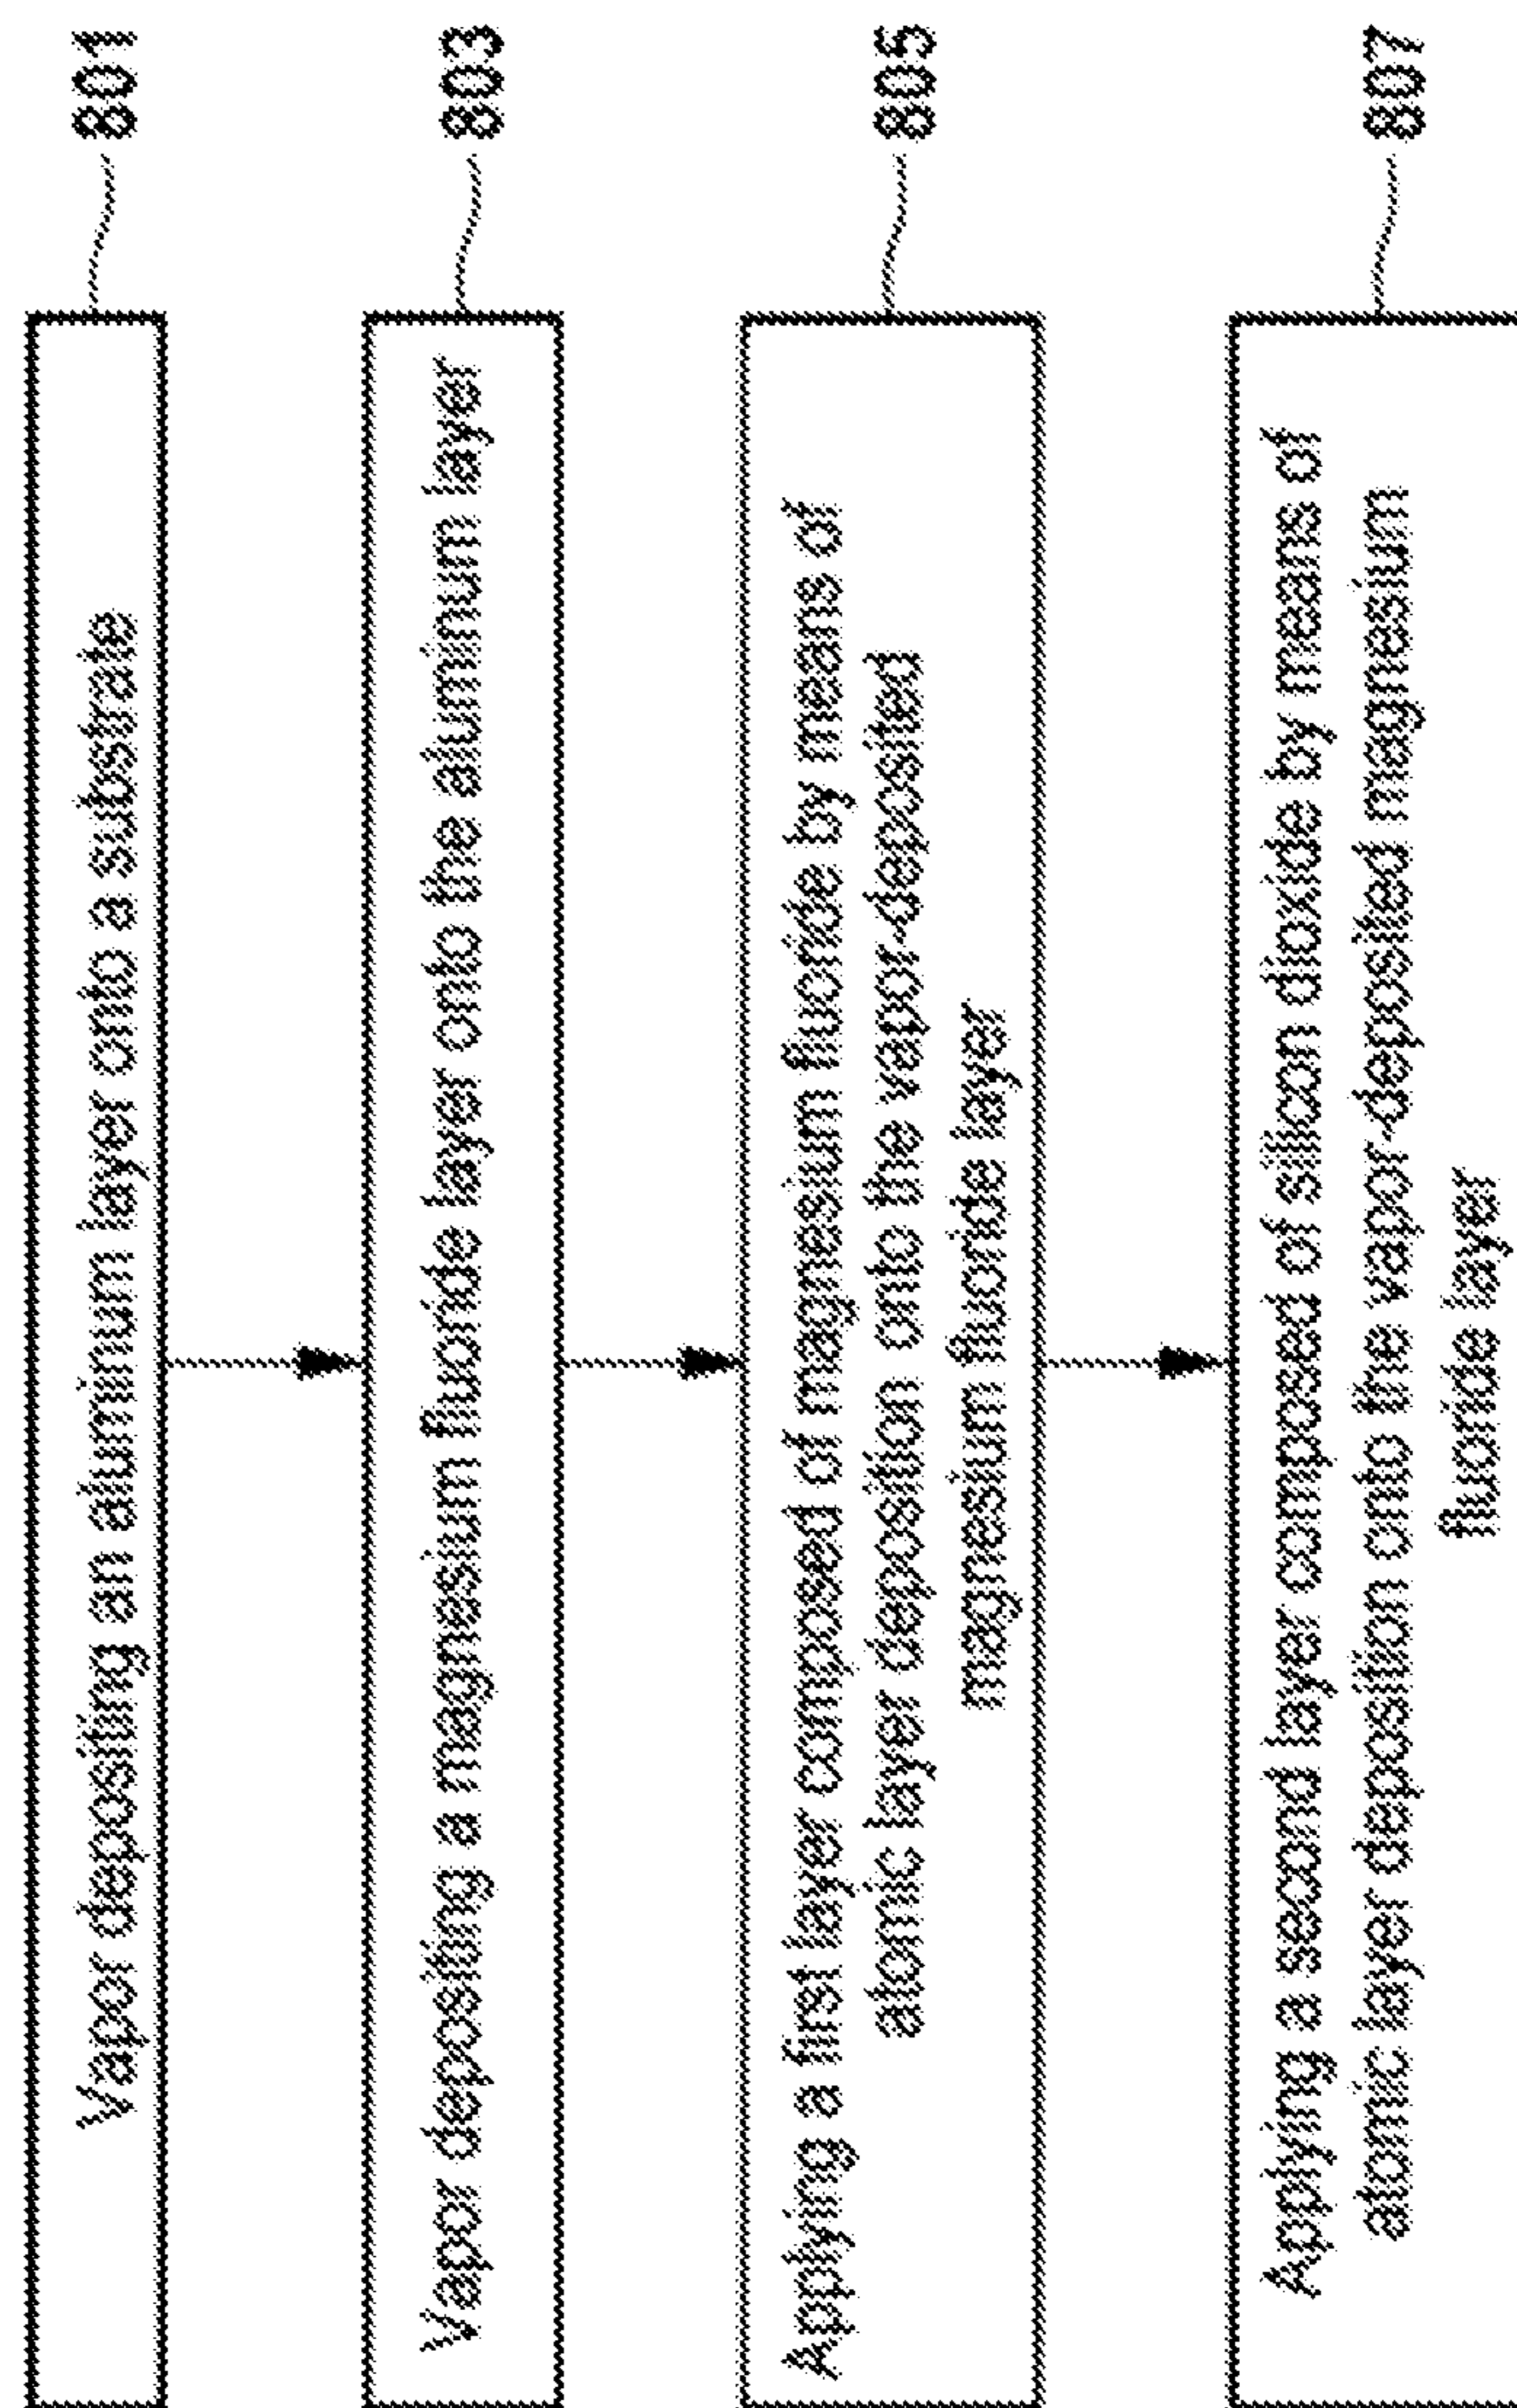 801
Vapor depositing an aluminum layer onto a substrate
803
Vapor depositing a magnesium fluoride layer onto the aluminum layer
805
Applying a first layer composed of magnesium fluoride by means of
atomic layer deposition onto the vapor-deposited
magnesium fluoride layer
807
Applying a second layer composed of silicon dioxide by means of
atomic layer deposition onto the vapor-deposited magnesium
fluoride layer